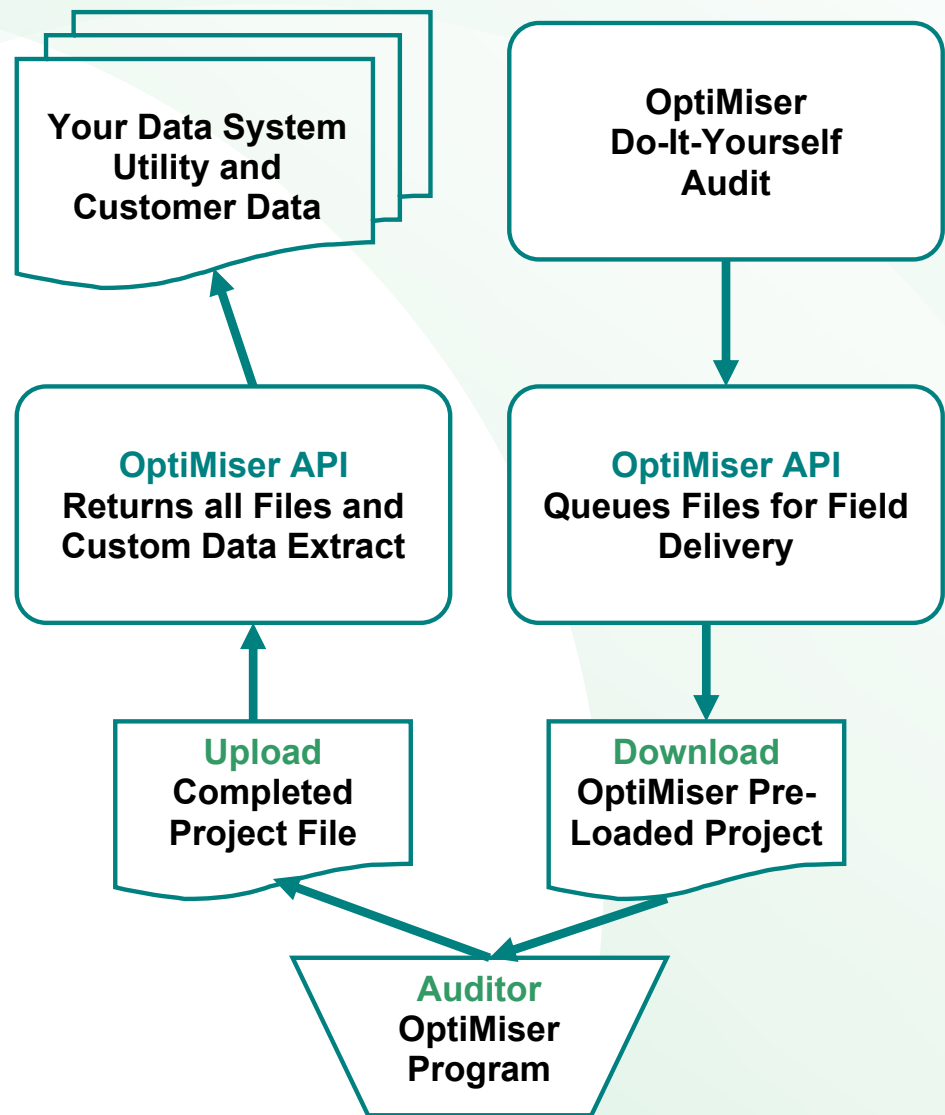 Your Data System
Utility and
Customer Data
OptiMiser
Do-It-Yourself
Audit
OptiMiser API
Returns all Files and
Custom Data Extract
OptiMiser API
Queues Files for Field
Delivery
Upload
Completed
Project File
Download
OptiMiser Pre-
Loaded Project
Auditor
OptiMiser
Program